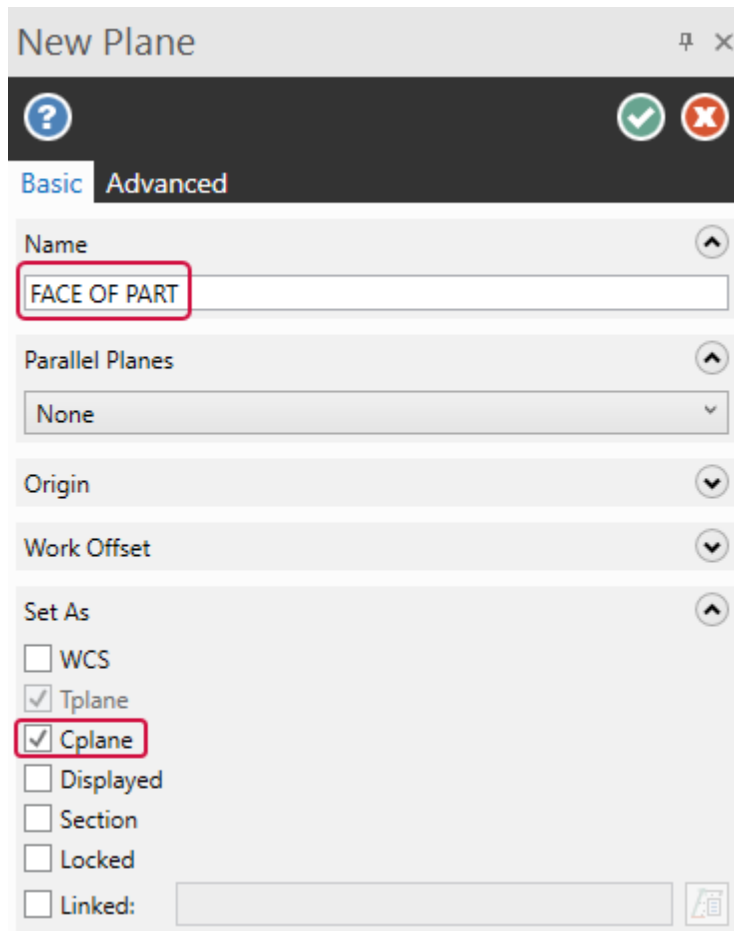 New Plane
Basic Advanced
Name
FACE OF PART
Parallel Planes
None
Origin
Work Offset
Set As
WCS
Tplane
Cplane
Displayed
Section
Locked
Linked: